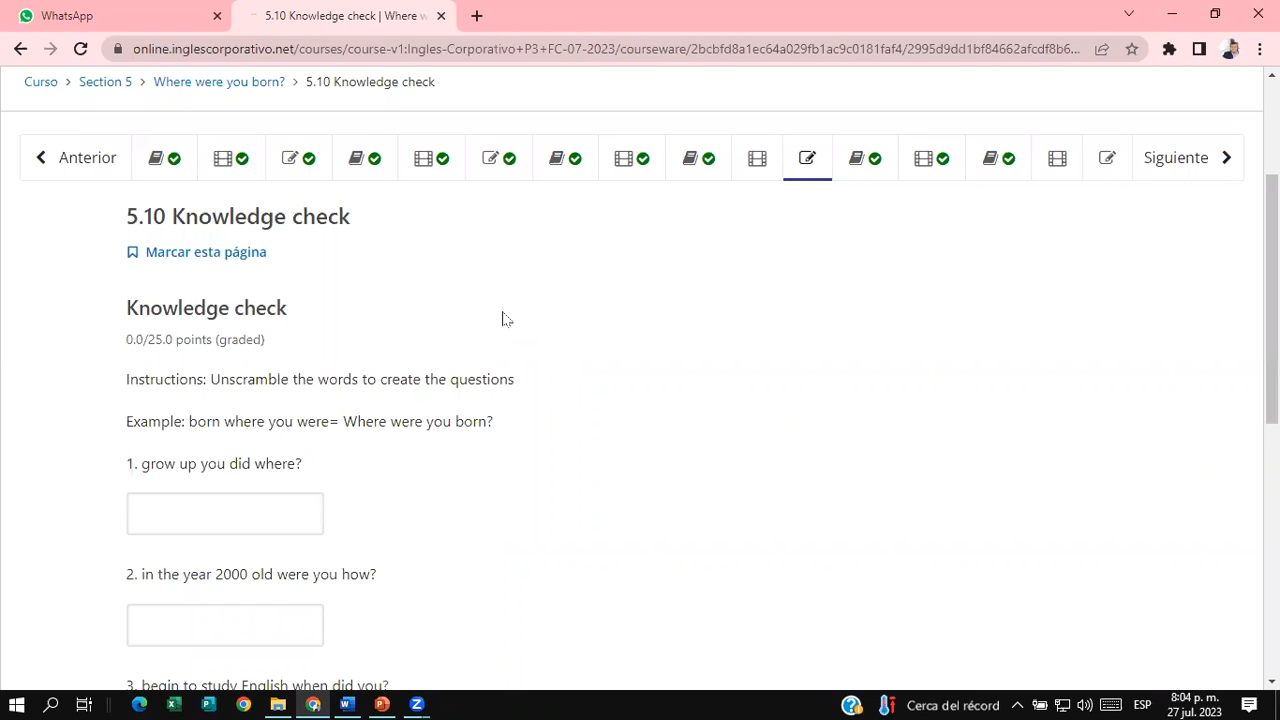 WhatsApp
5.10 Knowledge check | Where w
online.inglescorporativo.net/courses/course-v1:Ingles-Corporativo+P3+FC-07-2023/courseware/2bcbfd8a1ec64a029fb1ac9c0181faf4/2995d9dd1bf84662afcdf8b6...
Curso > Section 5 > Where were you born? > 5.10 Knowledge check
Anterior
Siguiente
5.10 Knowledge check
Marcar esta página
Knowledge check
0.0/25.0 points (graded)
Instructions: Unscramble the words to create the questions
Example: born where you were= Where were you born?
1. grow up you did where?
2. in the year 2000 old were you how?
3. begin to study English when did you?
Cerca del récord
ESP
8:04 p. m.
27 jul. 2023